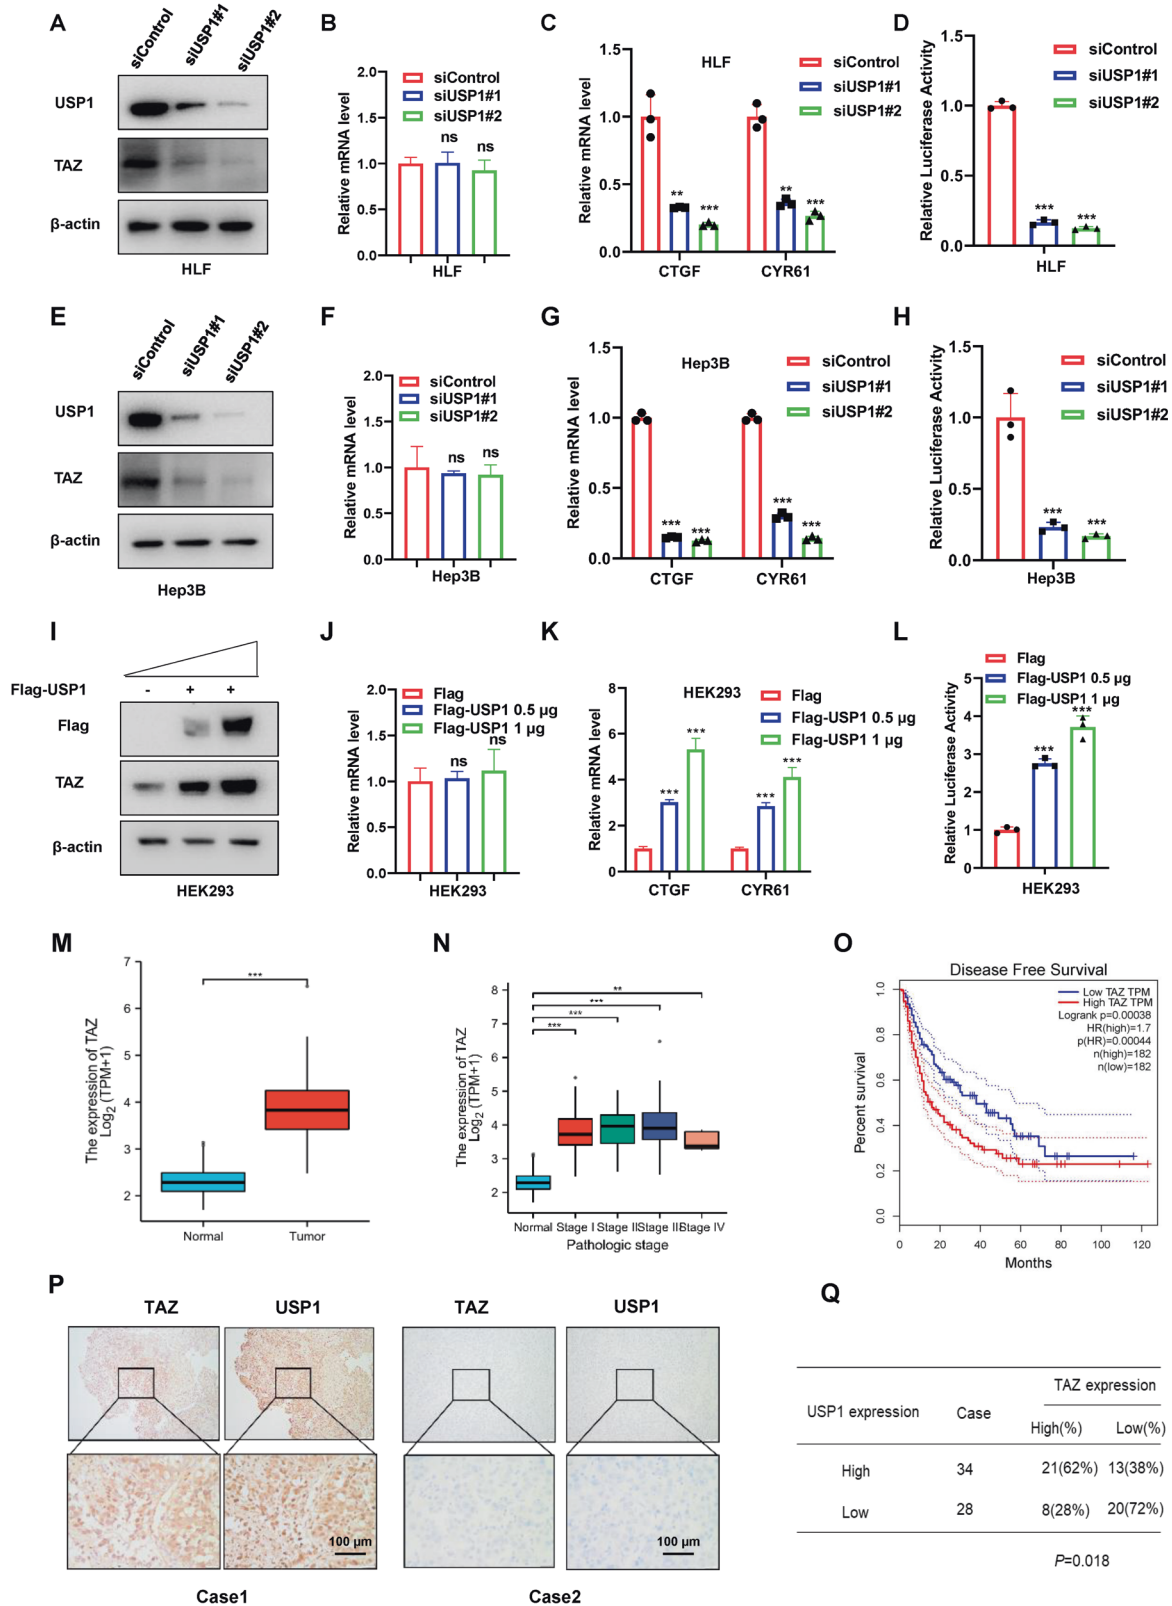 A
siControl
siUSP1#1
siUSP1#2
USP1
TAZ
β-actin
HLF
B
Relative mRNA level
2.0
1.5
1.0
0.5
0.0
siControl
siUSP1#1
siUSP1#2
ns
ns
HLF
C
Relative mRNA level
1.5
1.0
0.5
0.0
HLF
siControl
siUSP1#1
siUSP1#2
**
***
**
***
CTGF
CYR61
D
Relative Luciferase Activity
1.5
1.0
0.5
0.0
siControl
siUSP1#1
siUSP1#2
***
***
HLF
E
siControl
siUSP1#1
siUSP1#2
USP1
TAZ
β-actin
Hep3B
F
Relative mRNA level
2.0
1.5
1.0
0.5
0.0
siControl
siUSP1#1
siUSP1#2
ns
ns
Hep3B
G
Relative mRNA level
1.5
1.0
0.5
0.0
Hep3B
siControl
siUSP1#1
siUSP1#2
***
***
***
***
CTGF
CYR61
H
Relative Luciferase Activity
1.5
1.0
0.5
0.0
siControl
siUSP1#1
siUSP1#2
***
***
Hep3B
I
Flag-USP1
-
+
+
Flag
TAZ
β-actin
HEK293
J
Relative mRNA level
2.0
1.5
1.0
0.5
0.0
Flag
Flag-USP1 0.5 μg
Flag-USP1 1 μg
ns
ns
HEK293
K
Relative mRNA level
8
6
4
2
0
HEK293
Flag
Flag-USP1 0.5 μg
Flag-USP1 1 μg
***
***
***
***
CTGF
CYR61
L
Relative Luciferase Activity
5
4
3
2
1
0
Flag
Flag-USP1 0.5 μg
Flag-USP1 1 μg
***
***
HEK293
M
The expression of TAZ
Log2 (TPM+1)
7
6
5
4
3
2
***
Normal
Tumor
N
The expression of TAZ
Log2 (TPM+1)
8
7
6
5
4
3
2
**
***
***
***
Normal
Stage I
Stage II
Stage III
Stage IV
Pathologic stage
O
Disease Free Survival
Percent survival
1.0
0.8
0.6
0.4
0.2
0.0
Low TAZ TPM
High TAZ TPM
Logrank p=0.00038
HR(high)=1.7
p(HR)=0.00044
n(high)=182
n(low)=182
0
20
40
60
80
100
120
Months
P
TAZ
USP1
TAZ
USP1
100 μm
100 μm
Case1
Case2
Q
TAZ expression
USP1 expression
Case
High(%)
Low(%)
High
34
21(62%)
13(38%)
Low
28
8(28%)
20(72%)
P=0.018